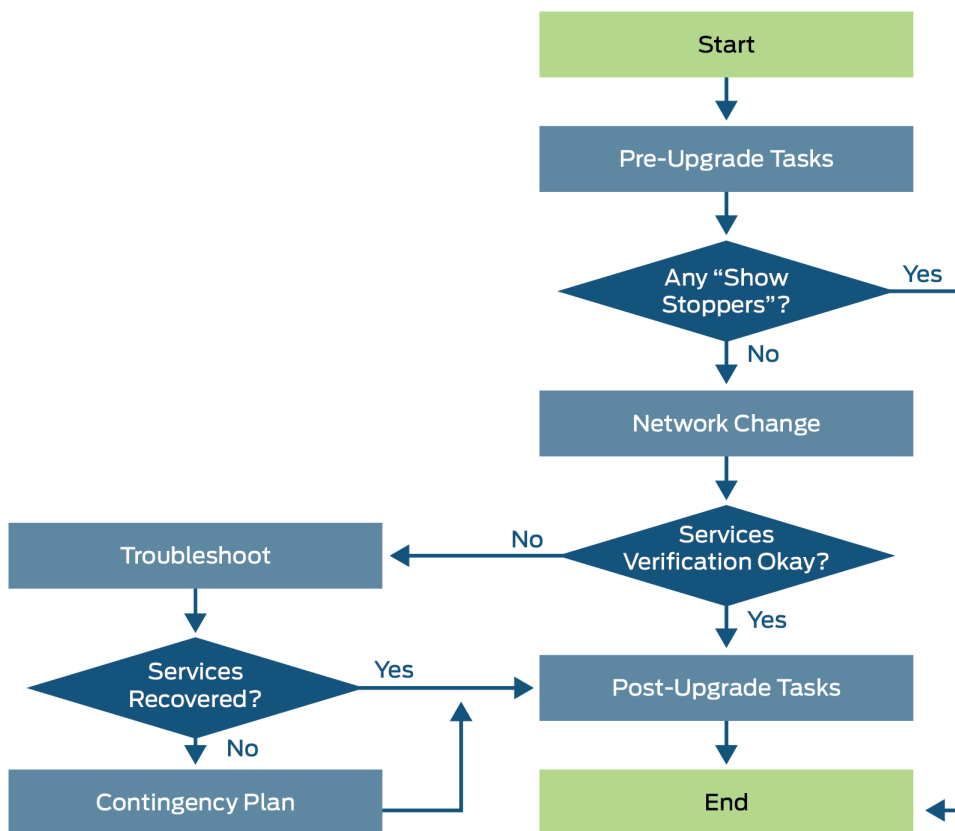 Start
Pre-Upgrade Tasks
Any “Show
Stoppers”?
Yes
No
Network Change
Services
Verification Okay?
No
Troubleshoot
Yes
Services
Recovered?
Yes
Post-Upgrade Tasks
No
Contingency Plan
End